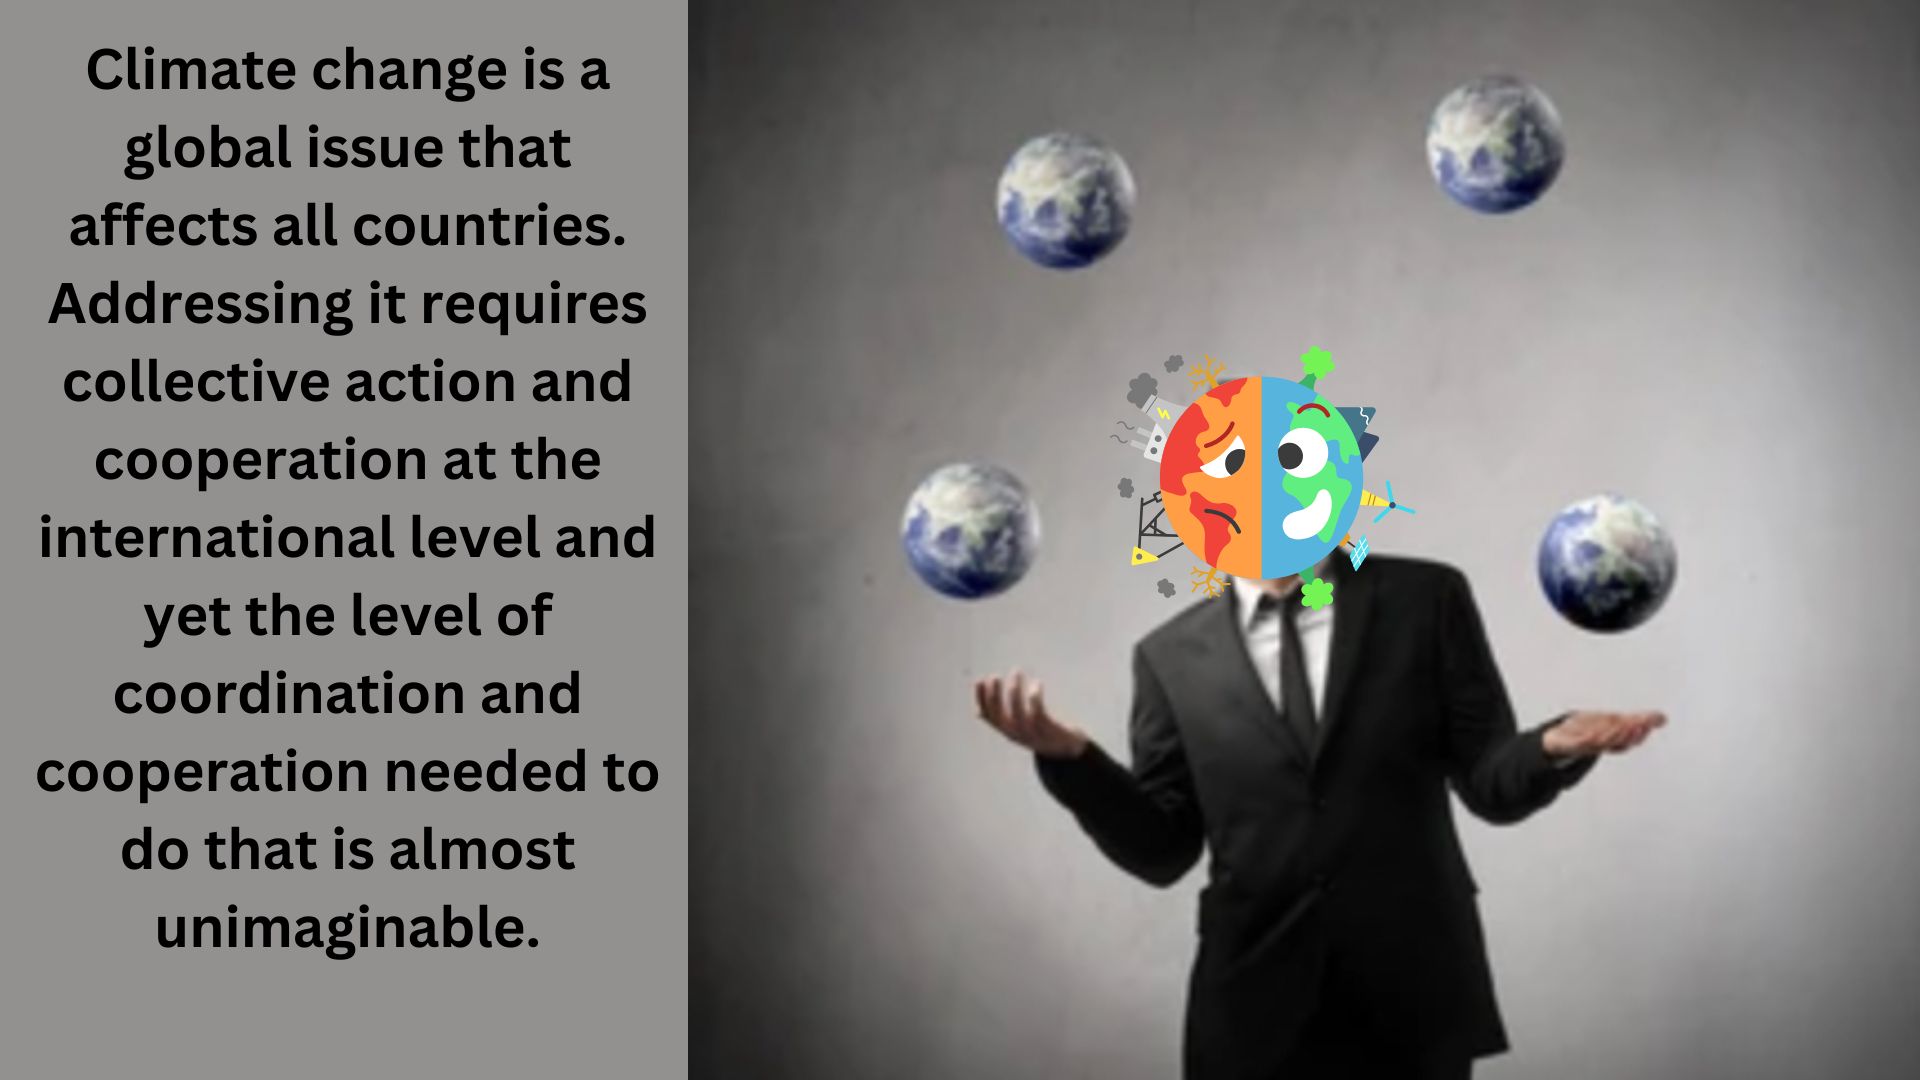 Climate change is a
global issue that
affects all countries.
Addressing it requires
collective action and
cooperation at the
international level and
yet the level of
coordination and
cooperation needed to
do that is almost
unimaginable.